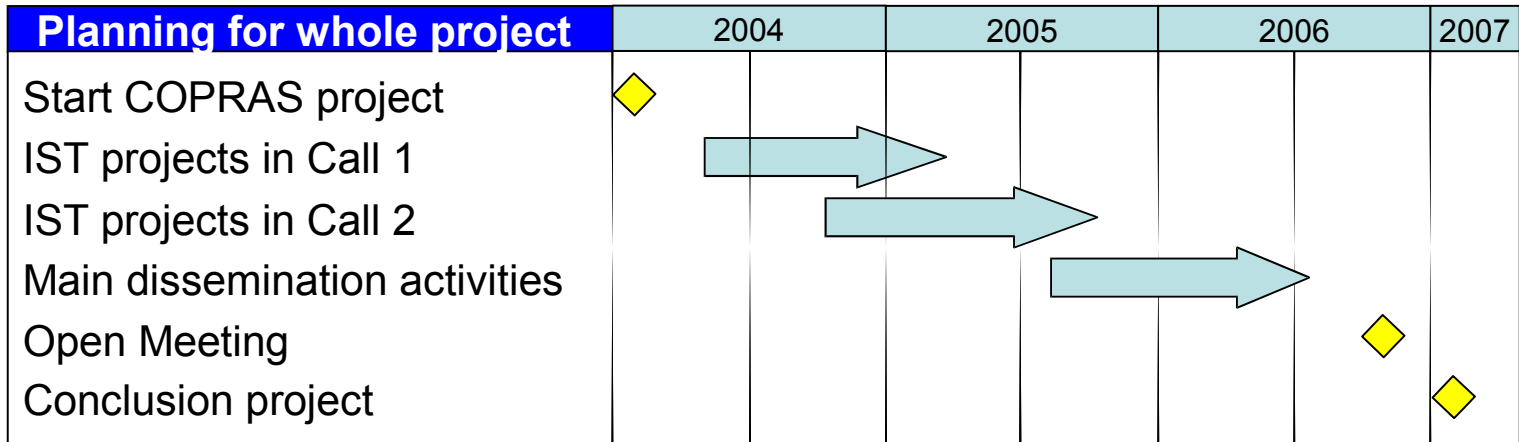 Planning for whole project 2004 2005 2006 2007
Start COPRAS project
IST projects in Call 1
IST projects in Call 2
Main dissemination activities
Open Meeting
Conclusion project